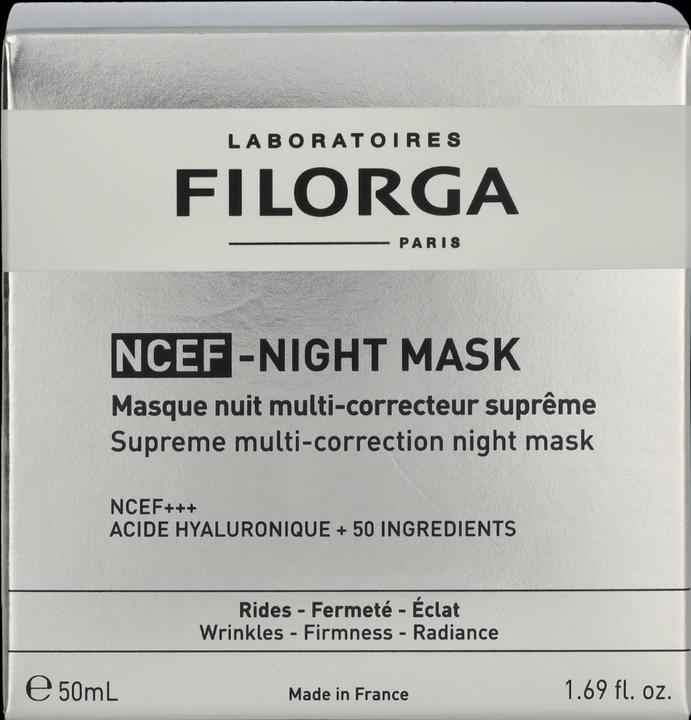 LABORATOIRES
FILORGA
PARIS
NCEF-NIGHT MASK
Masque nuit multi-correcteur suprême
Supreme multi-correction night mask
NCEF+++
ACIDE HYALURONIQUE + 50 INGREDIENTS
Rides - Fermeté - Éclat
Wrinkles - Firmness - Radiance
℮ 50mL
Made in France
1.69 fl. oz.